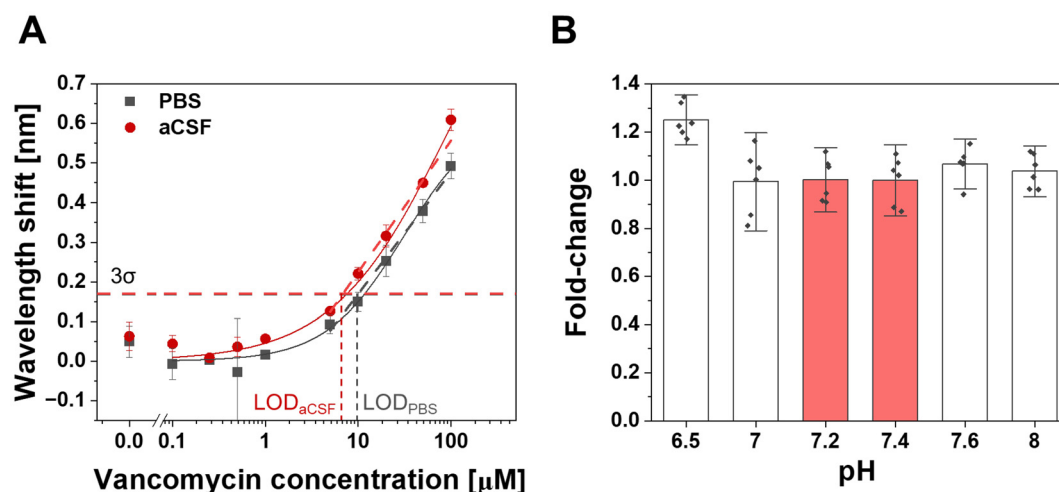 A
B
Wavelength shift [nm]
0.7
0.6
0.5
0.4
0.3
0.2
0.1
0.0
−0.1
PBS
aCSF
3σ
LODaCSF
LODPBS
0.0
0.1
1
10
100
Vancomycin concentration [μM]
Fold-change
1.4
1.2
1.0
0.8
0.6
0.4
0.2
0.0
6.5
7
7.2
7.4
7.6
8
pH